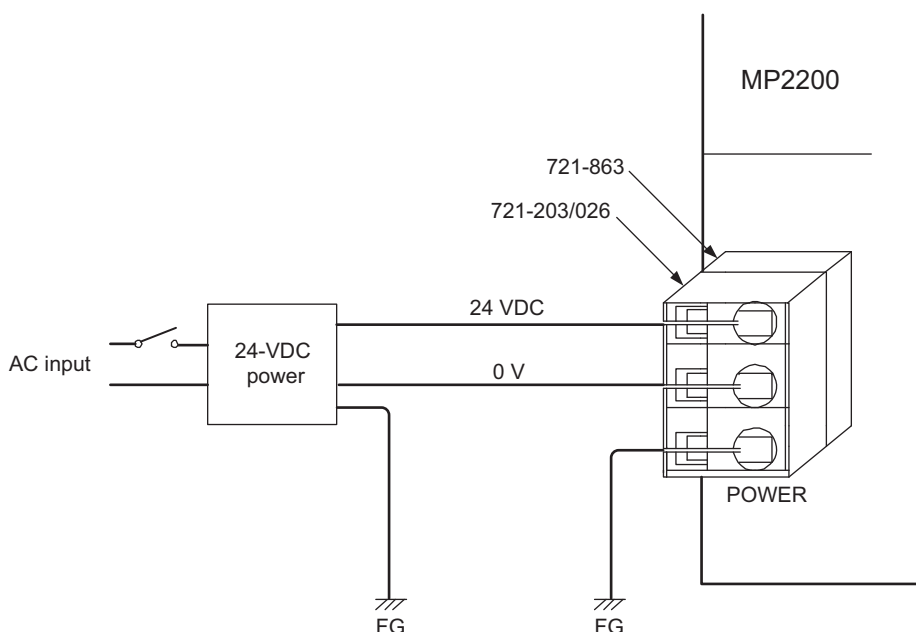 MP2200
721-863
721-203/026
24 VDC
AC input
24-VDC
power
0 V
POWER
FG
FG